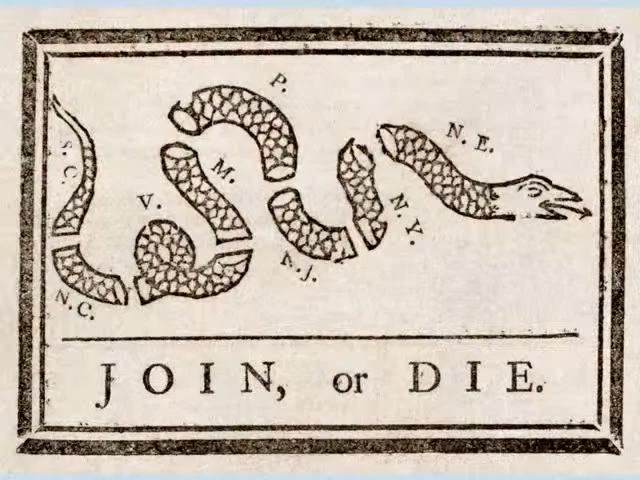 P.
N. E.
S. C.
M.
V.
N. Y.
N. J.
N. C.
JOIN, or DIE.